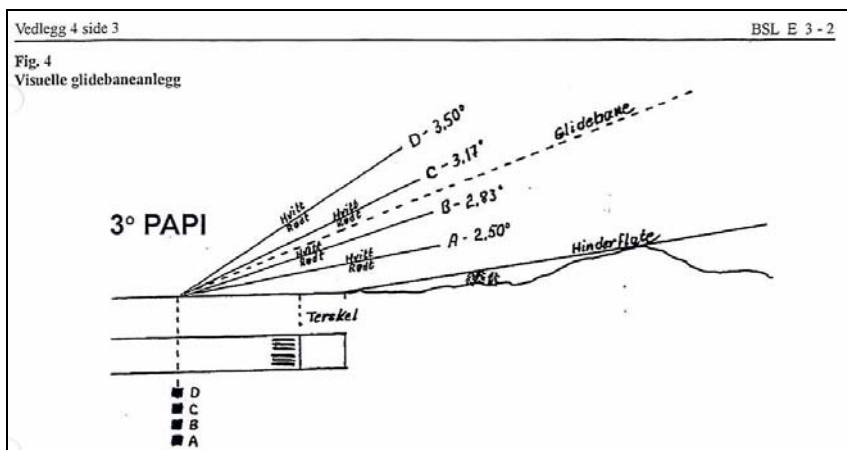 Vedlegg 4 side 3
BSL E 3 - 2
Fig. 4
Visuelle glidebaneanlegg
D - 3,50°
C - 3,17°
Glidebane
B - 2,83°
A - 2,50°
Hvitt
Rødt
Hvitt
Rødt
Hvitt
Rødt
Hvitt
Rødt
3° PAPI
Hinderflate
Terskel
D
C
B
A